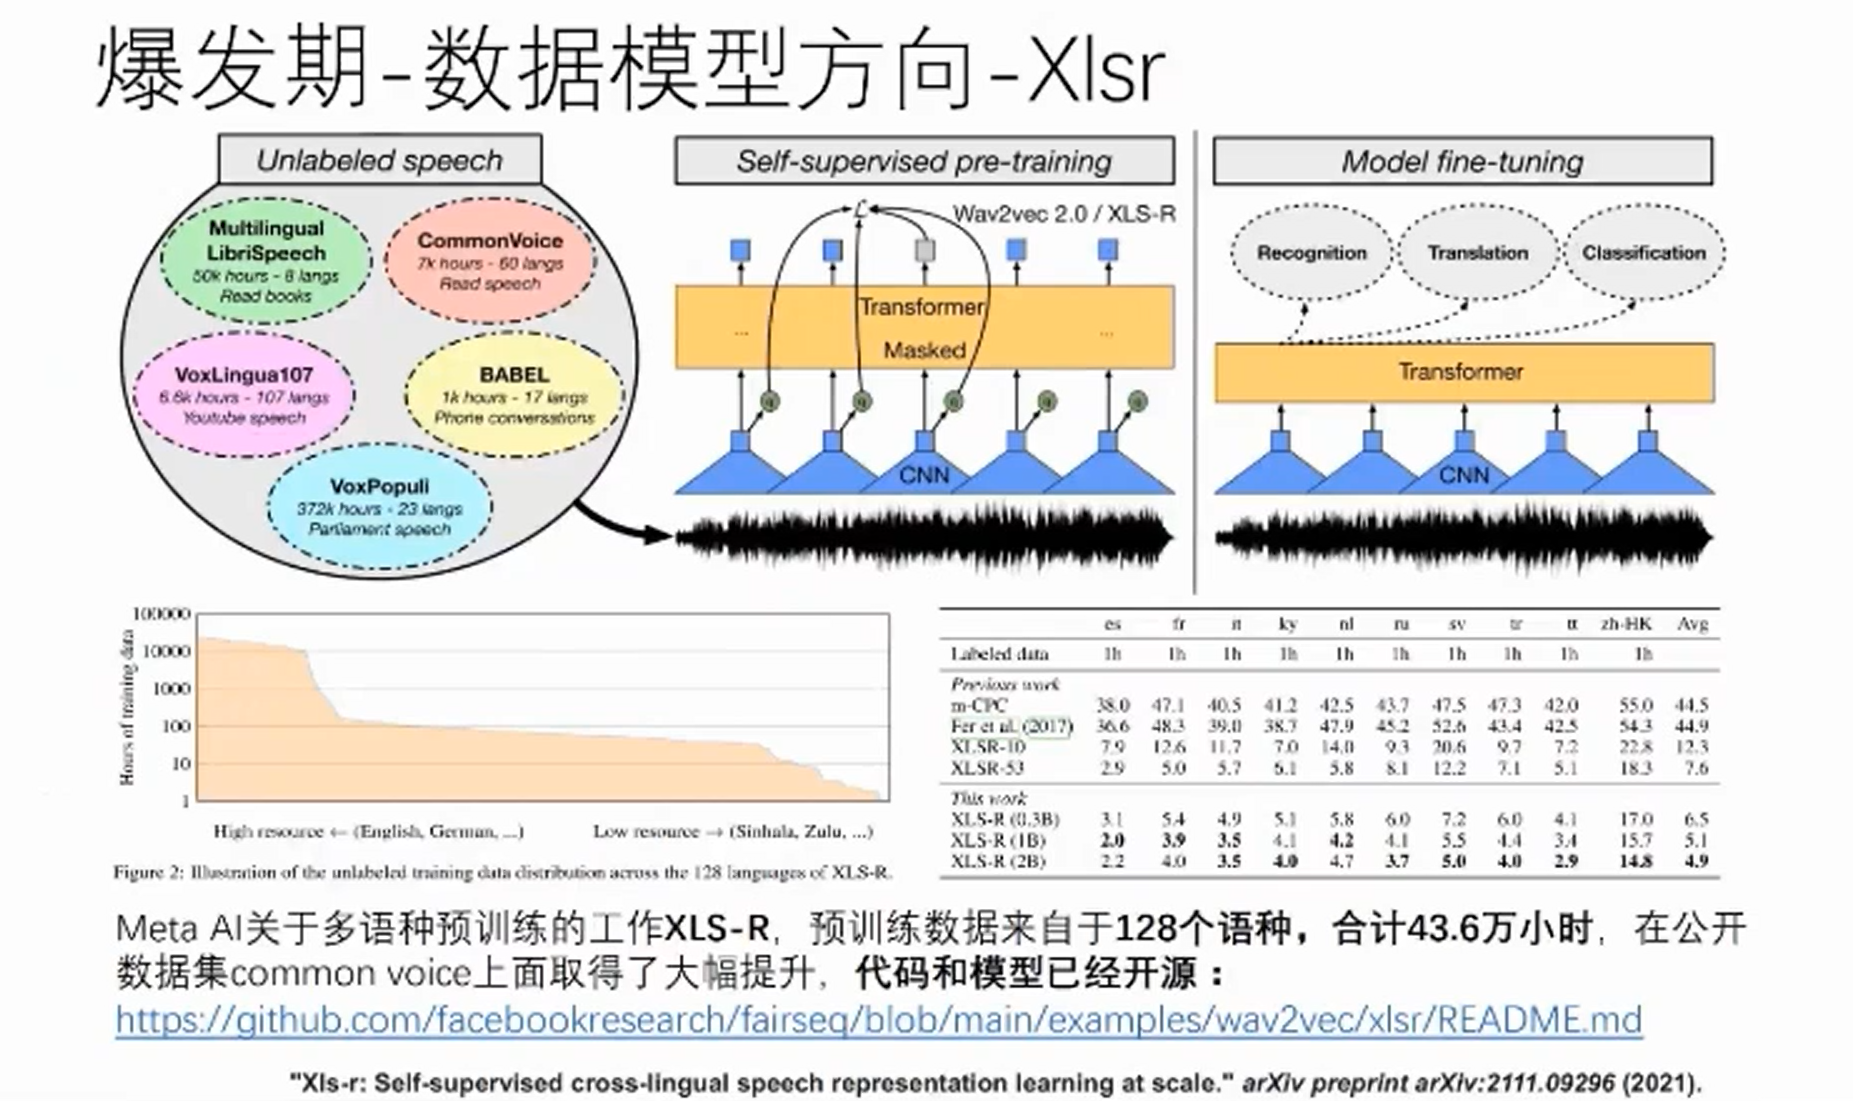 爆发期-数据模型方向-Xlsr
Unlabeled speech
Multilingual
LibriSpeech
50k hours - 8 langs
Read books
CommonVoice
7k hours - 60 langs
Read speech
VoxLingua107
6.6k hours - 107 langs
Youtube speech
BABEL
1k hours - 17 langs
Phone conversations
VoxPopuli
372k hours - 23 langs
Parliament speech
Self-supervised pre-training
ℒ
Wav2vec 2.0 / XLS-R
Transformer
... ...
Masked
q q q q q
CNN
Model fine-tuning
Recognition Translation Classification
Transformer
CNN
Hours of training data
100000
10000
1000
100
10
1
High resource ← (English, German, ...) Low resource → (Sinhala, Zulu, ...)
Figure 2: Illustration of the unlabeled training data distribution across the 128 languages of XLS-R.
es fr it ky nl ru sv tr tt zh-HK Avg
Labeled data 1h 1h 1h 1h 1h 1h 1h 1h 1h 1h
Previous work
m-CPC 38.0 47.1 40.5 41.2 42.5 43.7 47.5 47.3 42.0 55.0 44.5
Fer et al. (2017) 36.6 48.3 39.0 38.7 47.9 45.2 52.6 43.4 42.5 54.3 44.9
XLSR-10 7.9 12.6 11.7 7.0 14.0 9.3 20.6 9.7 7.2 22.8 12.3
XLSR-53 2.9 5.0 5.7 6.1 5.8 8.1 12.2 7.1 5.1 18.3 7.6
This work
XLS-R (0.3B) 3.1 5.4 4.9 5.1 5.8 6.0 7.2 6.0 4.1 17.0 6.5
XLS-R (1B) 2.0 3.9 3.5 4.1 4.2 4.1 5.5 4.4 3.4 15.7 5.1
XLS-R (2B) 2.2 4.0 3.5 4.0 4.7 3.7 5.0 4.0 2.9 14.8 4.9
Meta AI关于多语种预训练的工作XLS-R，预训练数据来自于128个语种，合计43.6万小时，在公开
数据集common voice上面取得了大幅提升，代码和模型已经开源：
https://github.com/facebookresearch/fairseq/blob/main/examples/wav2vec/xlsr/README.md
"Xls-r: Self-supervised cross-lingual speech representation learning at scale." arXiv preprint arXiv:2111.09296 (2021).